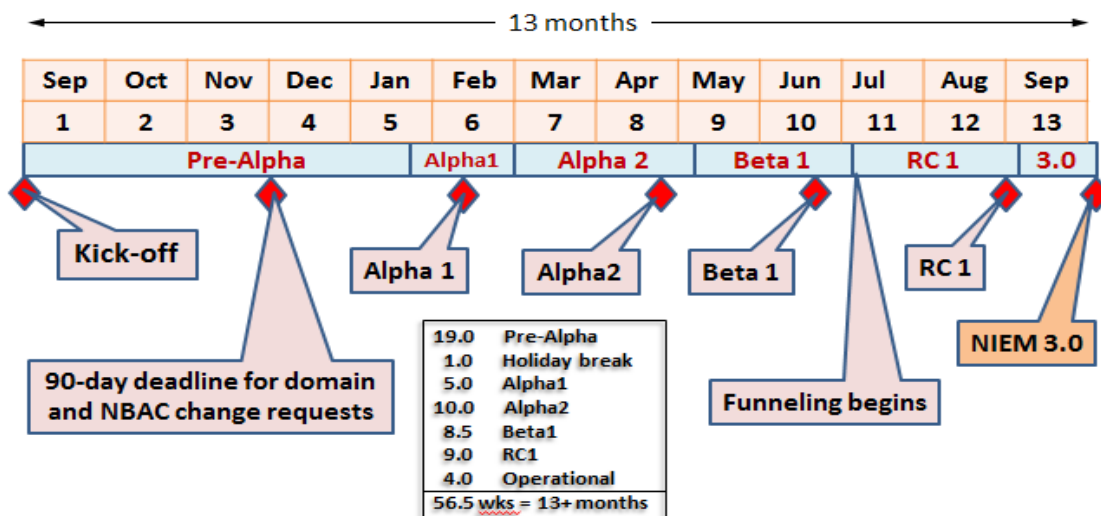 13 months
Sep Oct Nov Dec Jan Feb Mar Apr May Jun Jul Aug Sep
1 2 3 4 5 6 7 8 9 10 11 12 13
Pre-Alpha Alpha1 Alpha 2 Beta 1 RC 1 3.0
Kick-off
Alpha 1
Alpha2
Beta 1
RC 1
NIEM 3.0
90-day deadline for domain
and NBAC change requests
Funneling begins
19.0 Pre-Alpha
1.0 Holiday break
5.0 Alpha1
10.0 Alpha2
8.5 Beta1
9.0 RC1
4.0 Operational
56.5 wks = 13+ months